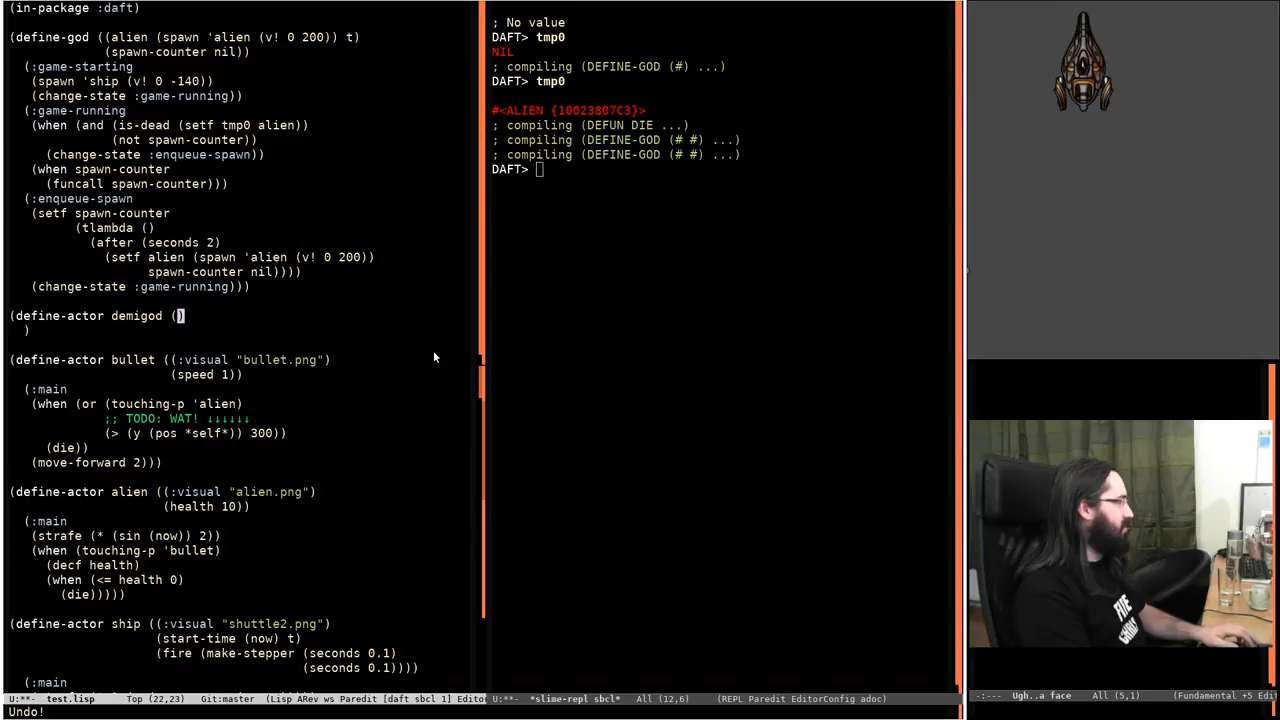 (in-package :daft)
(define-god ((alien (spawn 'alien (v! 0 200)) t)
(spawn-counter nil))
(:game-starting
(spawn 'ship (v! 0 -140))
(change-state :game-running))
(:game-running
(when (and (is-dead (setf tmp0 alien))
(not spawn-counter))
(change-state :enqueue-spawn))
(when spawn-counter
(funcall spawn-counter)))
(:enqueue-spawn
(setf spawn-counter
(tlambda ()
(after (seconds 2)
(setf alien (spawn 'alien (v! 0 200))
spawn-counter nil))))
(change-state :game-running)))
(define-actor demigod ()
)
(define-actor bullet ((:visual "bullet.png")
(speed 1))
(:main
(when (or (touching-p 'alien)
;; TODO: WAT! ↓↓↓↓↓↓
(> (y (pos *self*)) 300))
(die))
(move-forward 2)))
(define-actor alien ((:visual "alien.png")
(health 10))
(:main
(strafe (* (sin (now)) 2))
(when (touching-p 'bullet)
(decf health)
(when (<= health 0)
(die)))))
(define-actor ship ((:visual "shuttle2.png")
(start-time (now) t)
(fire (make-stepper (seconds 0.1)
(seconds 0.1))))
(:main
U:**-  test.lisp      Top (22,23)    Git:master  (Lisp ARev ws Paredit [daft sbcl 1] Editor
Undo!
; No value
DAFT> tmp0
NIL
; compiling (DEFINE-GOD (#) ...)
DAFT> tmp0
#<ALIEN {10023807C3}>
; compiling (DEFUN DIE ...)
; compiling (DEFINE-GOD (# #) ...)
; compiling (DEFINE-GOD (# #) ...)
DAFT>
U:**-  *slime-repl sbcl*   All (12,6)    (REPL Paredit EditorConfig adoc)
-:---  Ugh..a face    All (5,1)      (Fundamental +5 Edit